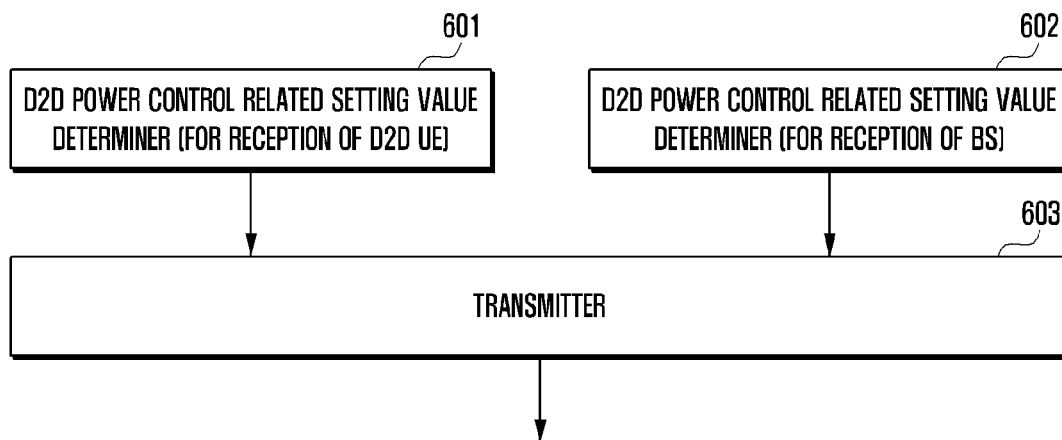 601
D2D POWER CONTROL RELATED SETTING VALUE
DETERMINER (FOR RECEPTION OF D2D UE)
602
D2D POWER CONTROL RELATED SETTING VALUE
DETERMINER (FOR RECEPTION OF BS)
603
TRANSMITTER